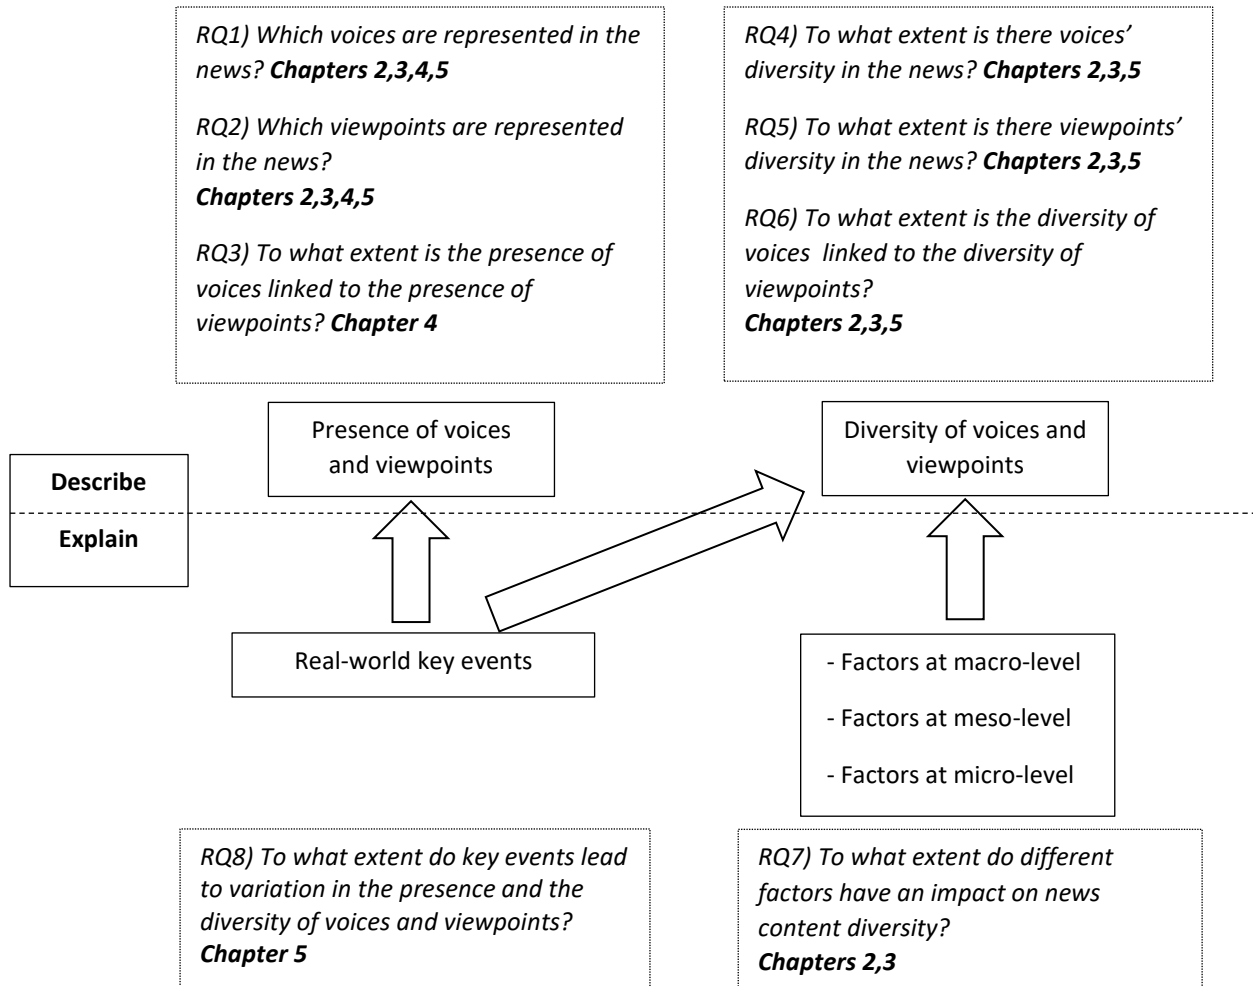 RQ1) Which voices are represented in the
news? Chapters 2,3,4,5
RQ2) Which viewpoints are represented
in the news?
Chapters 2,3,4,5
RQ3) To what extent is the presence of
voices linked to the presence of
viewpoints? Chapter 4
RQ4) To what extent is there voices’
diversity in the news? Chapters 2,3,5
RQ5) To what extent is there viewpoints’
diversity in the news? Chapters 2,3,5
RQ6) To what extent is the diversity of
voices  linked to the diversity of
viewpoints?
Chapters 2,3,5
Presence of voices
and viewpoints
Diversity of voices and
viewpoints
Describe
Explain
Real-world key events
- Factors at macro-level
- Factors at meso-level
- Factors at micro-level
RQ8) To what extent do key events lead
to variation in the presence and the
diversity of voices and viewpoints?
Chapter 5
RQ7) To what extent do different
factors have an impact on news
content diversity?
Chapters 2,3